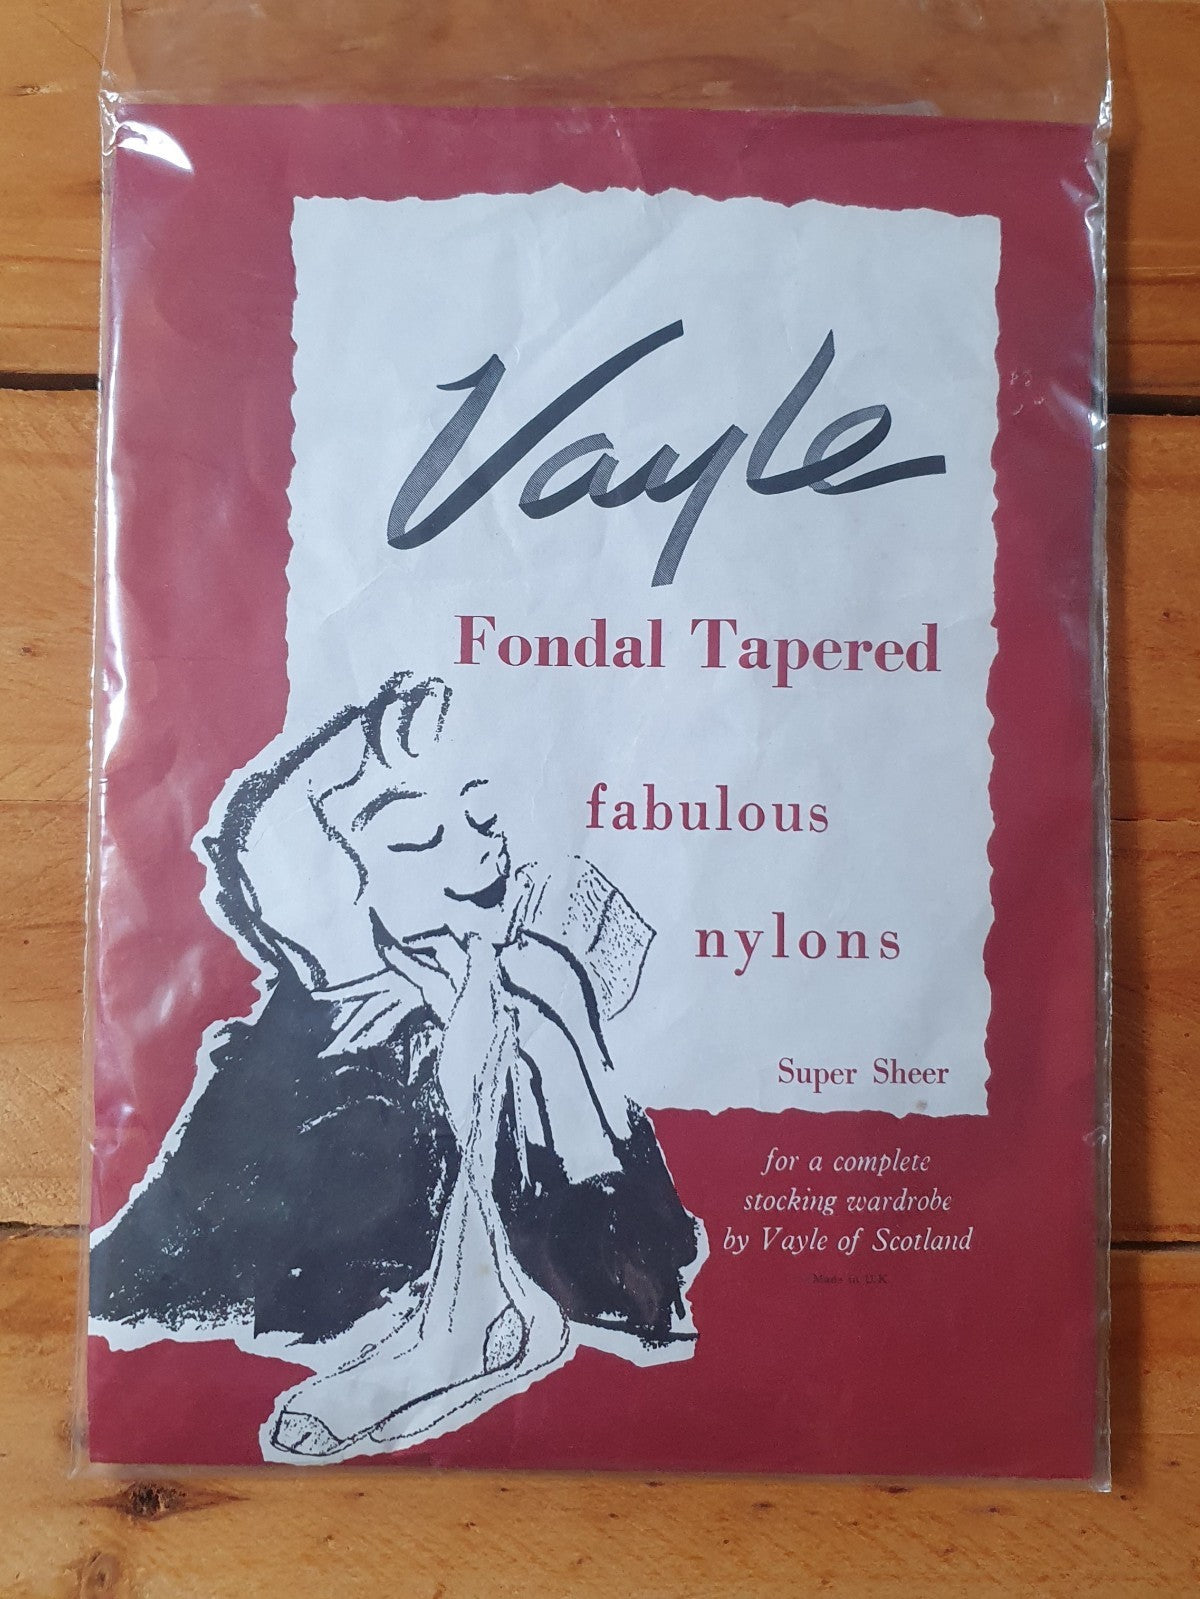 Vayle
Fondal Tapered
fabulous
nylons
Super Sheer
for a complete
stocking wardrobe
by Vayle of Scotland
Made in U.K.